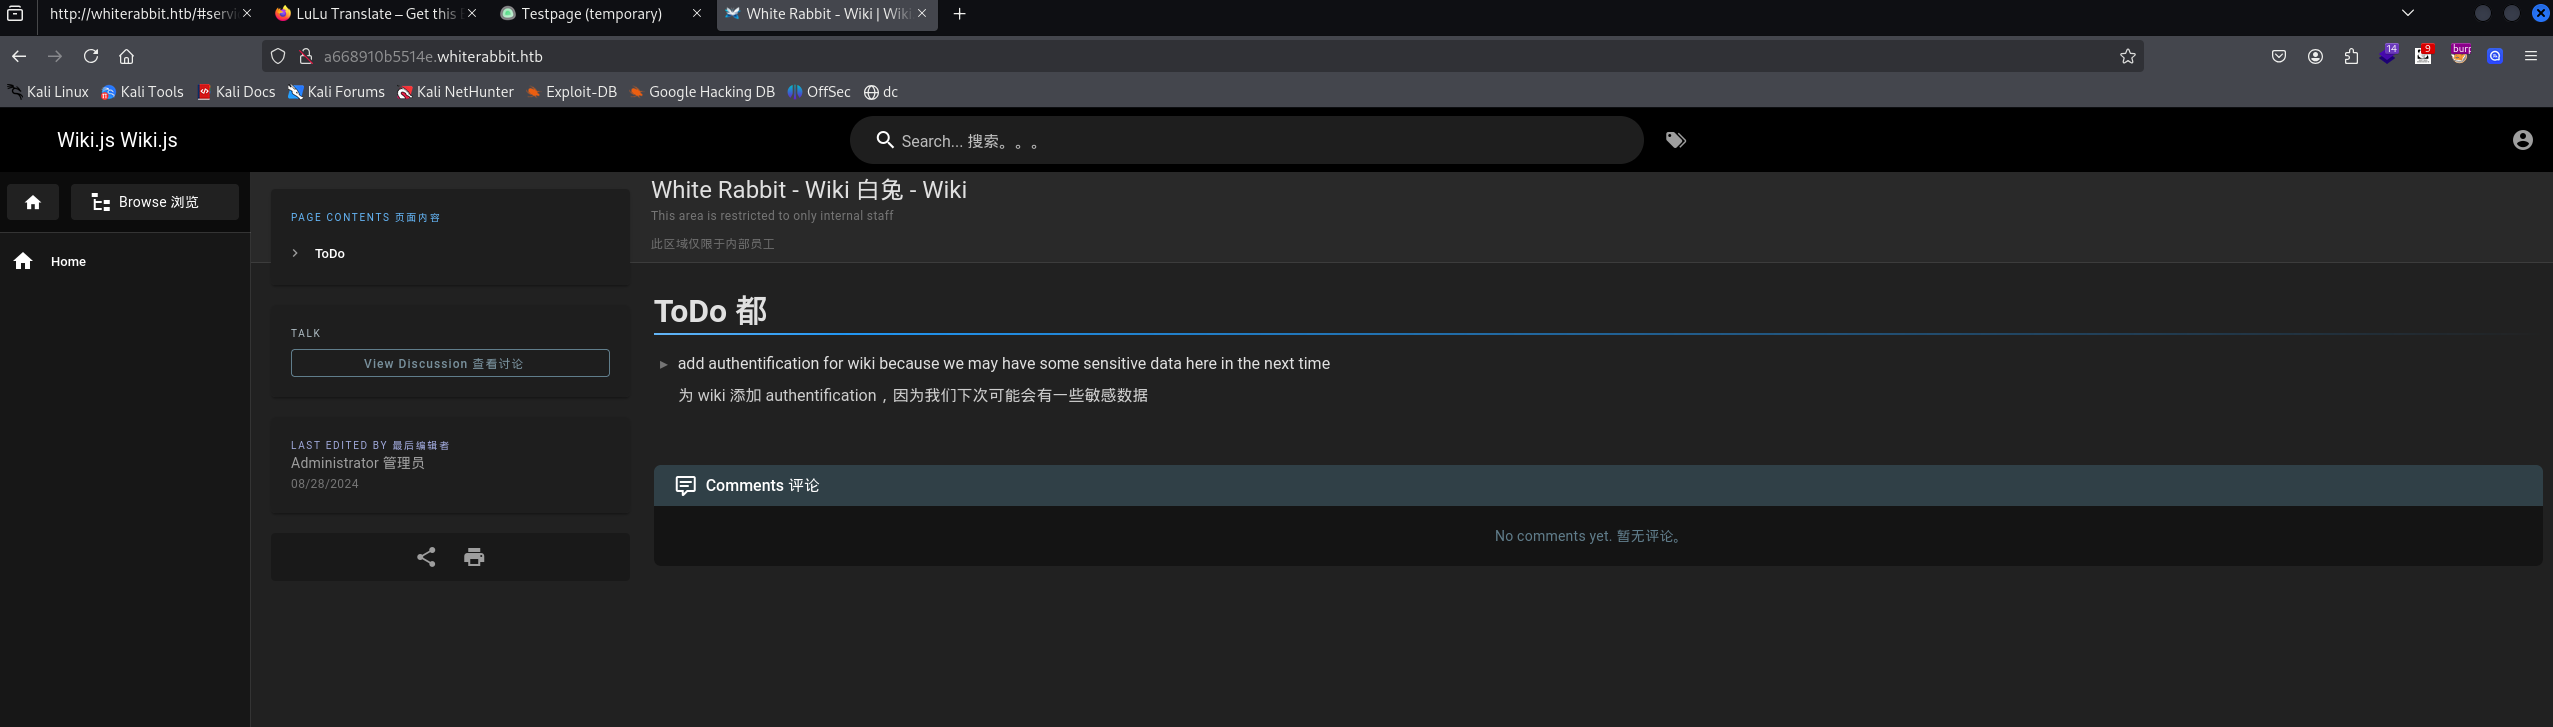 http://whiterabbit.htb/#serv
LuLu Translate – Get this
Testpage (temporary)
White Rabbit - Wiki | Wiki
a668910b5514e.whiterabbit.htb
14
9
burp
Kali Linux
Kali Tools
Kali Docs
Kali Forums
Kali NetHunter
Exploit-DB
Google Hacking DB
OffSec
dc
Wiki.js Wiki.js
Search... 搜索。。。
Browse 浏览
Home
PAGE CONTENTS 页面内容
ToDo
TALK
View Discussion 查看讨论
LAST EDITED BY 最后编辑者
Administrator 管理员
08/28/2024
White Rabbit - Wiki 白兔 - Wiki
This area is restricted to only internal staff
此区域仅限于内部员工
ToDo 都
add authentification for wiki because we may have some sensitive data here in the next time
为 wiki 添加 authentification，因为我们下次可能会有一些敏感数据
Comments 评论
No comments yet. 暂无评论。